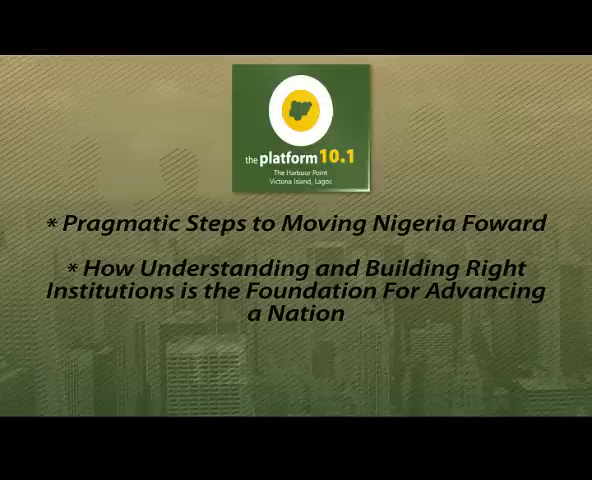 the platform 10.1
The Harbour Point
Victoria Island, Lagos
* Pragmatic Steps to Moving Nigeria Foward
* How Understanding and Building Right
Institutions is the Foundation For Advancing
a Nation